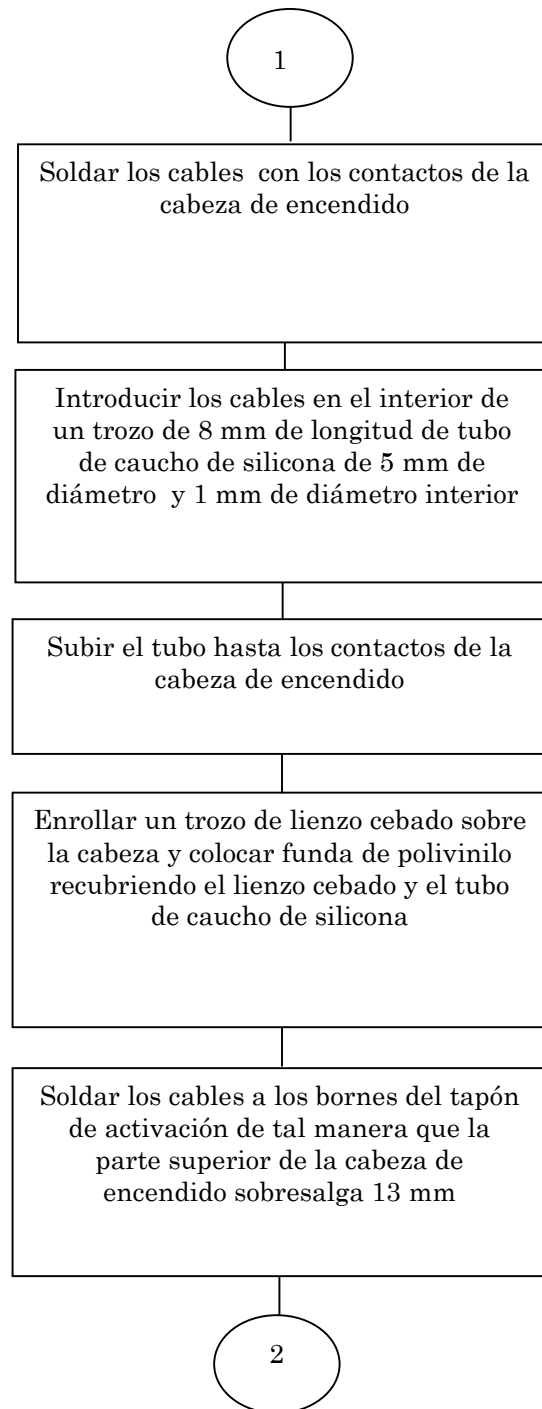 1
Soldar los cables con los contactos de la
cabeza de encendido
Introducir los cables en el interior de
un trozo de 8 mm de longitud de tubo
de caucho de silicona de 5 mm de
diámetro y 1 mm de diámetro interior
Subir el tubo hasta los contactos de la
cabeza de encendido
Enrollar un trozo de lienzo cebado sobre
la cabeza y colocar funda de polivinilo
recubriendo el lienzo cebado y el tubo
de caucho de silicona
Soldar los cables a los bornes del tapón
de activación de tal manera que la
parte superior de la cabeza de
encendido sobresalga 13 mm
2